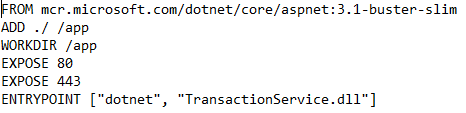 FROM mcr.microsoft.com/dotnet/core/aspnet:3.1-buster-slim
ADD ./ /app
WORKDIR /app
EXPOSE 80
EXPOSE 443
ENTRYPOINT ["dotnet", "TransactionService.dll"]